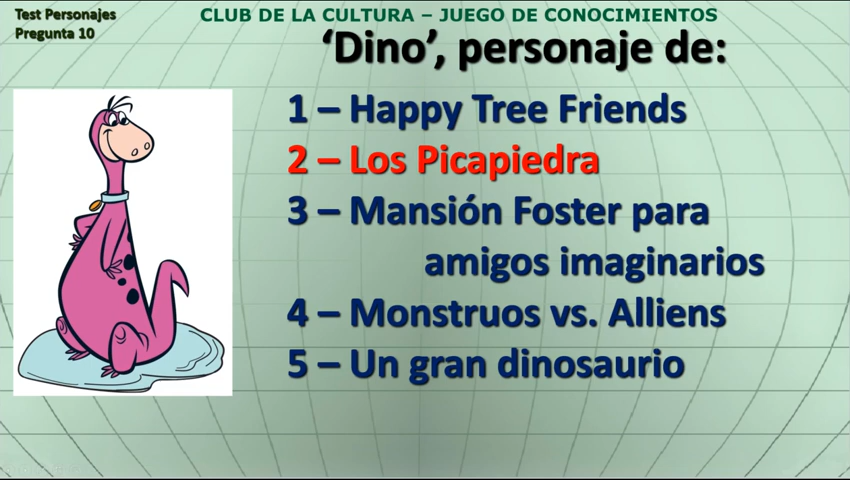 Test Personajes
Pregunta 10
CLUB DE LA CULTURA – JUEGO DE CONOCIMIENTOS
‘Dino’, personaje de:
1 – Happy Tree Friends
2 – Los Picapiedra
3 – Mansión Foster para
amigos imaginarios
4 – Monstruos vs. Alliens
5 – Un gran dinosaurio